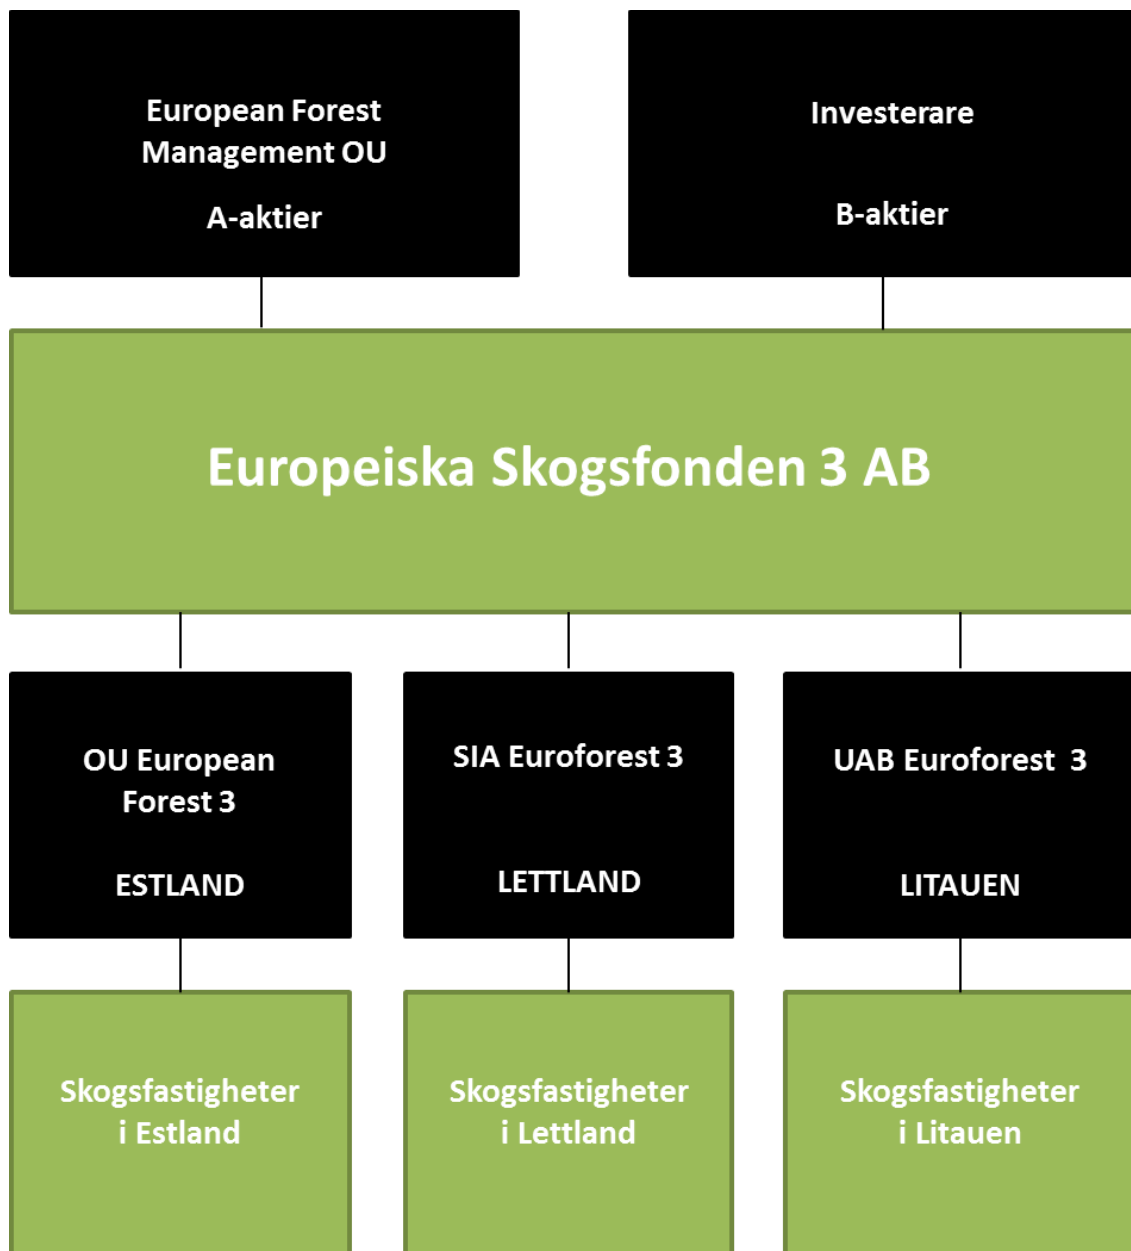 European Forest
Management OU
A-aktier
Investerare
B-aktier
Europeiska Skogsfonden 3 AB
OU European
Forest 3
ESTLAND
SIA Euroforest 3
LETTLAND
UAB Euroforest  3
LITAUEN
Skogsfastigheter
i Estland
Skogsfastigheter
i Lettland
Skogsfastigheter
i Litauen